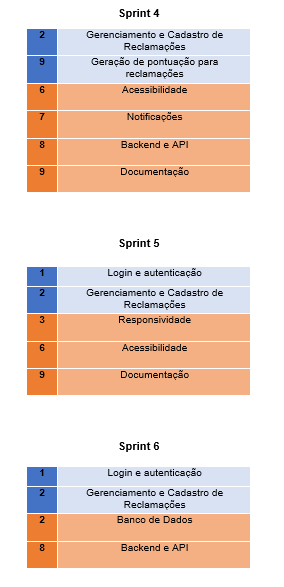 Sprint 4
2 Gerenciamento e Cadastro de
Reclamações
9 Geração de pontuação para
reclamações
6 Acessibilidade
7 Notificações
8 Backend e API
9 Documentação
Sprint 5
1 Login e autenticação
2 Gerenciamento e Cadastro de
Reclamações
3 Responsividade
6 Acessibilidade
9 Documentação
Sprint 6
1 Login e autenticação
2 Gerenciamento e Cadastro de
Reclamações
2 Banco de Dados
8 Backend e API